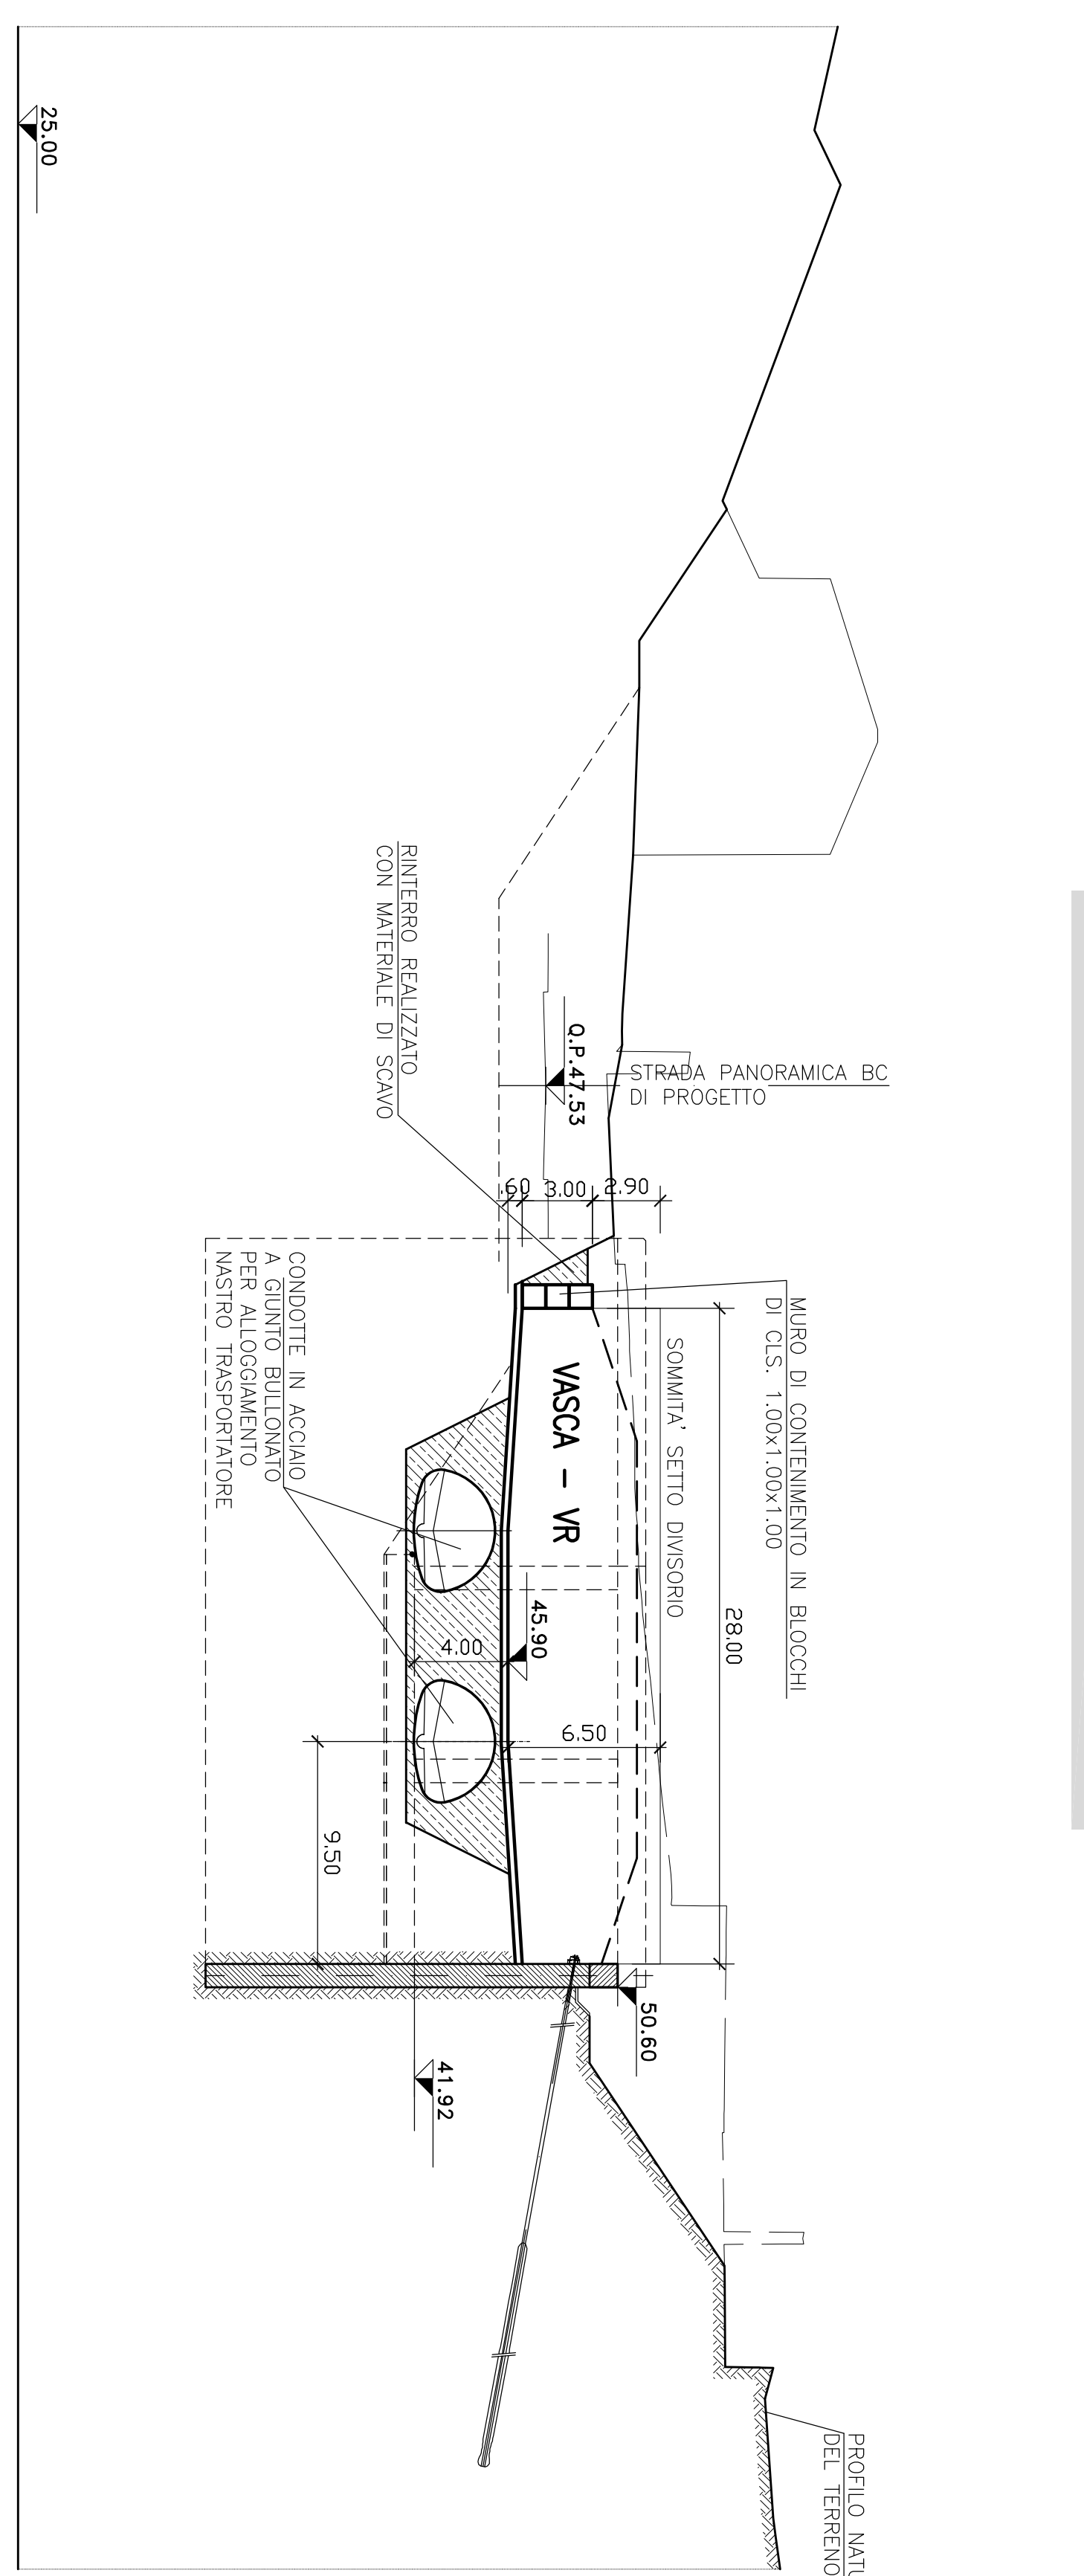 25.00
STRADA PANORAMICA BC
DI PROGETTO
Q.P.47.53
RINTERRO REALIZZATO
CON MATERIALE DI SCAVO
.60
3.00
2.90
MURO DI CONTENIMENTO IN BLOCCHI
DI CLS. 1.00x1.00x1.00
28.00
SOMMITA' SETTO DIVISORIO
VASCA - VR
45.90
4.00
6.50
CONDOTTE IN ACCIAIO
A GIUNTO BULLONATO
PER ALLOGGIAMENTO
NASTRO TRASPORTATORE
9.50
50.60
41.92
PROFILO
DEL TERRENO